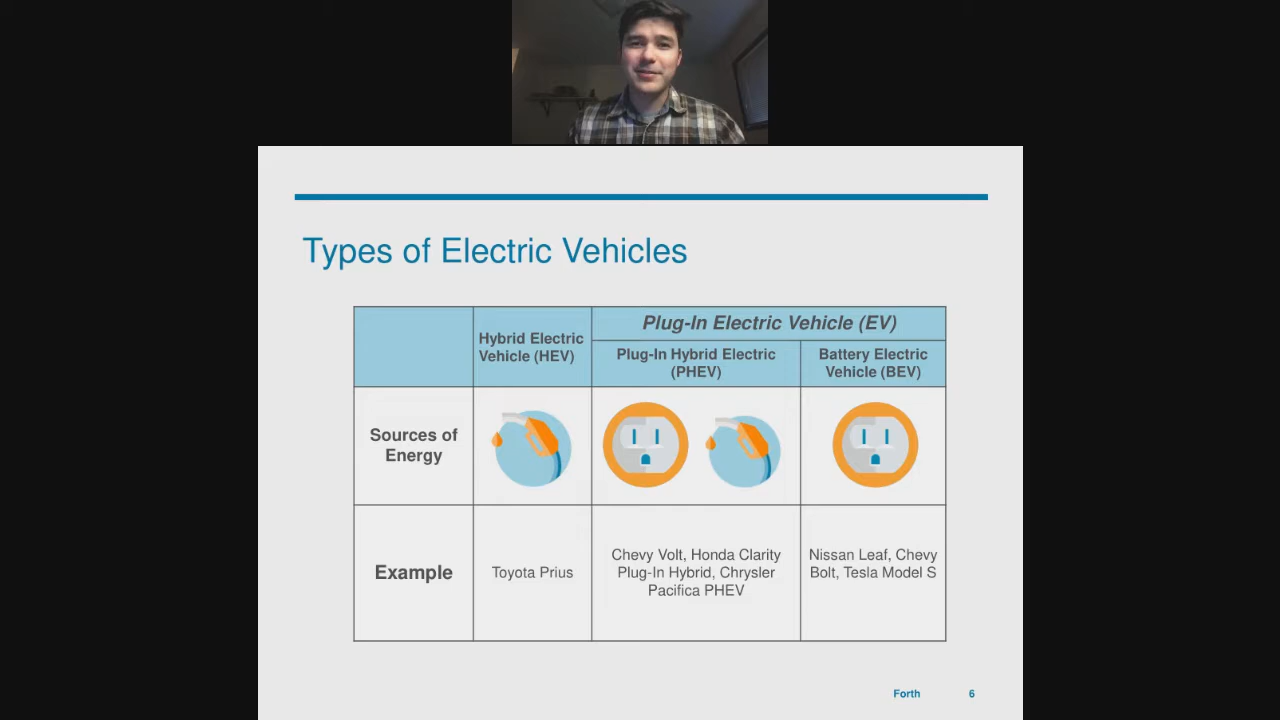 Types of Electric Vehicles
Hybrid Electric
Vehicle (HEV)
Plug-In Electric Vehicle (EV)
Plug-In Hybrid Electric
(PHEV)
Battery Electric
Vehicle (BEV)
Sources of
Energy
Example
Toyota Prius
Chevy Volt, Honda Clarity
Plug-In Hybrid, Chrysler
Pacifica PHEV
Nissan Leaf, Chevy
Bolt, Tesla Model S
Forth 6